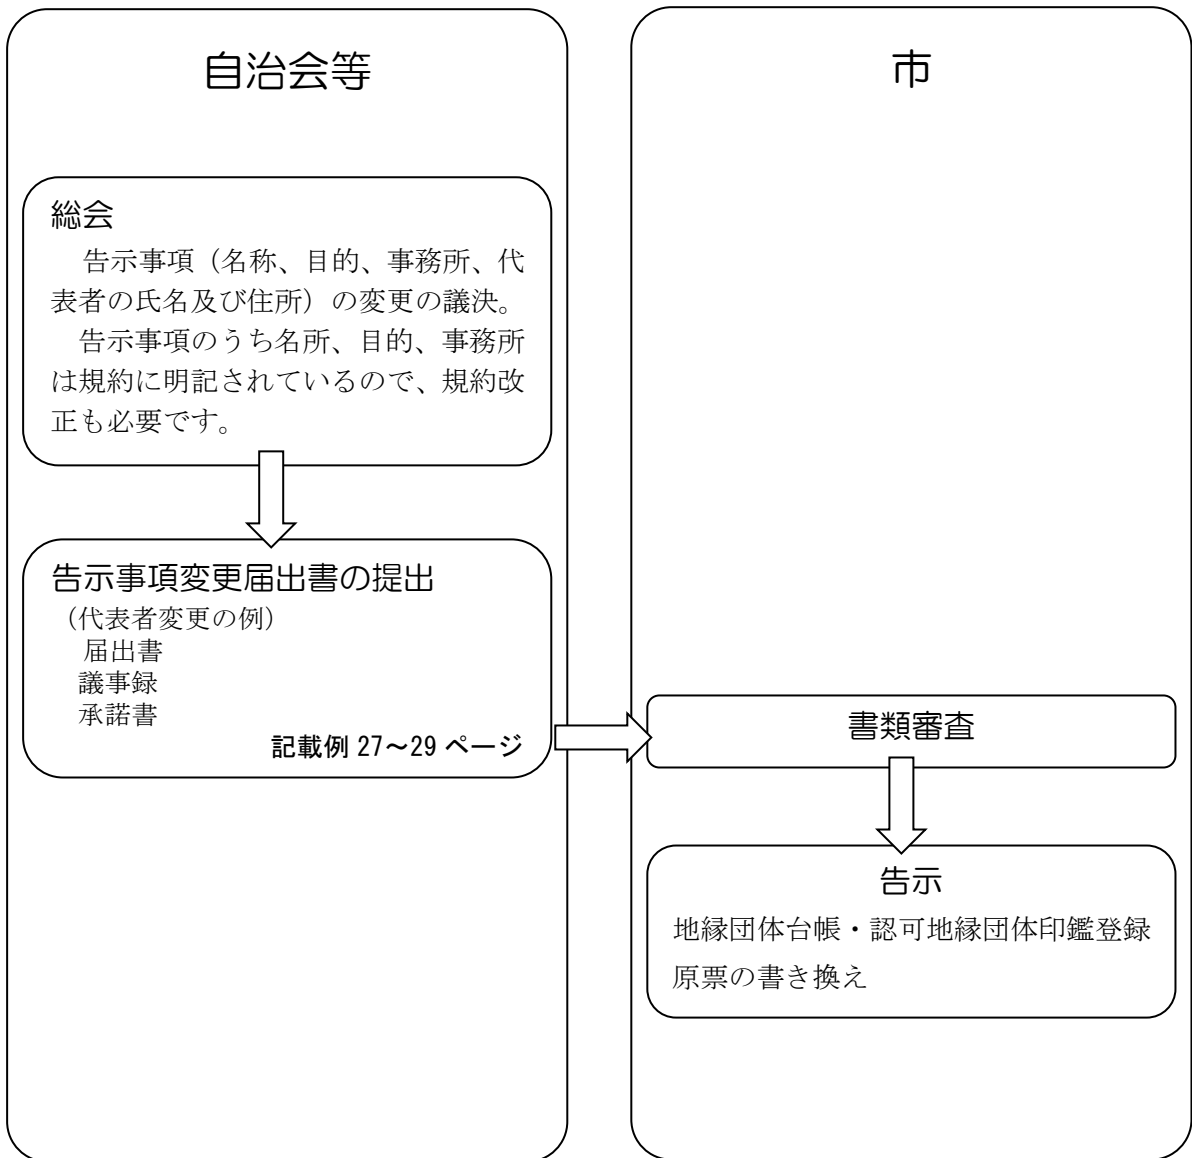 自治会等
総会
告示事項（名称、目的、事務所、代
表者の氏名及び住所）の変更の議決。
告示事項のうち名所、目的、事務所
は規約に明記されているので、規約改
正も必要です。
告示事項変更届出書の提出
（代表者変更の例）
届出書
議事録
承諾書
記載例 27～29 ページ
市
書類審査
告示
地縁団体台帳・認可地縁団体印鑑登録
原票の書き換え